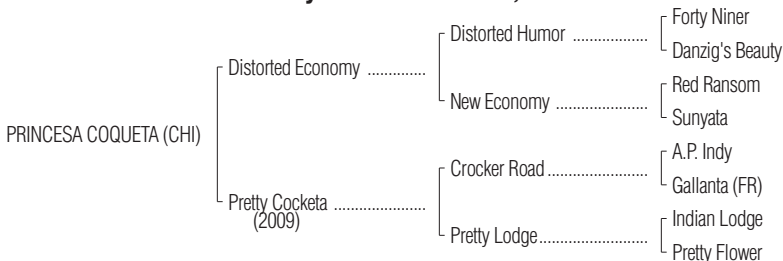 Forty Niner
Distorted Humor ................
Danzig's Beauty
Distorted Economy .............
Red Ransom
New Economy ...................
Sunyata
PRINCESA COQUETA (CHI)
A.P. Indy
Crocker Road .....................
Gallanta (FR)
Pretty Cocketa ....................
(2009)
Indian Lodge
Pretty Lodge.......................
Pretty Flower